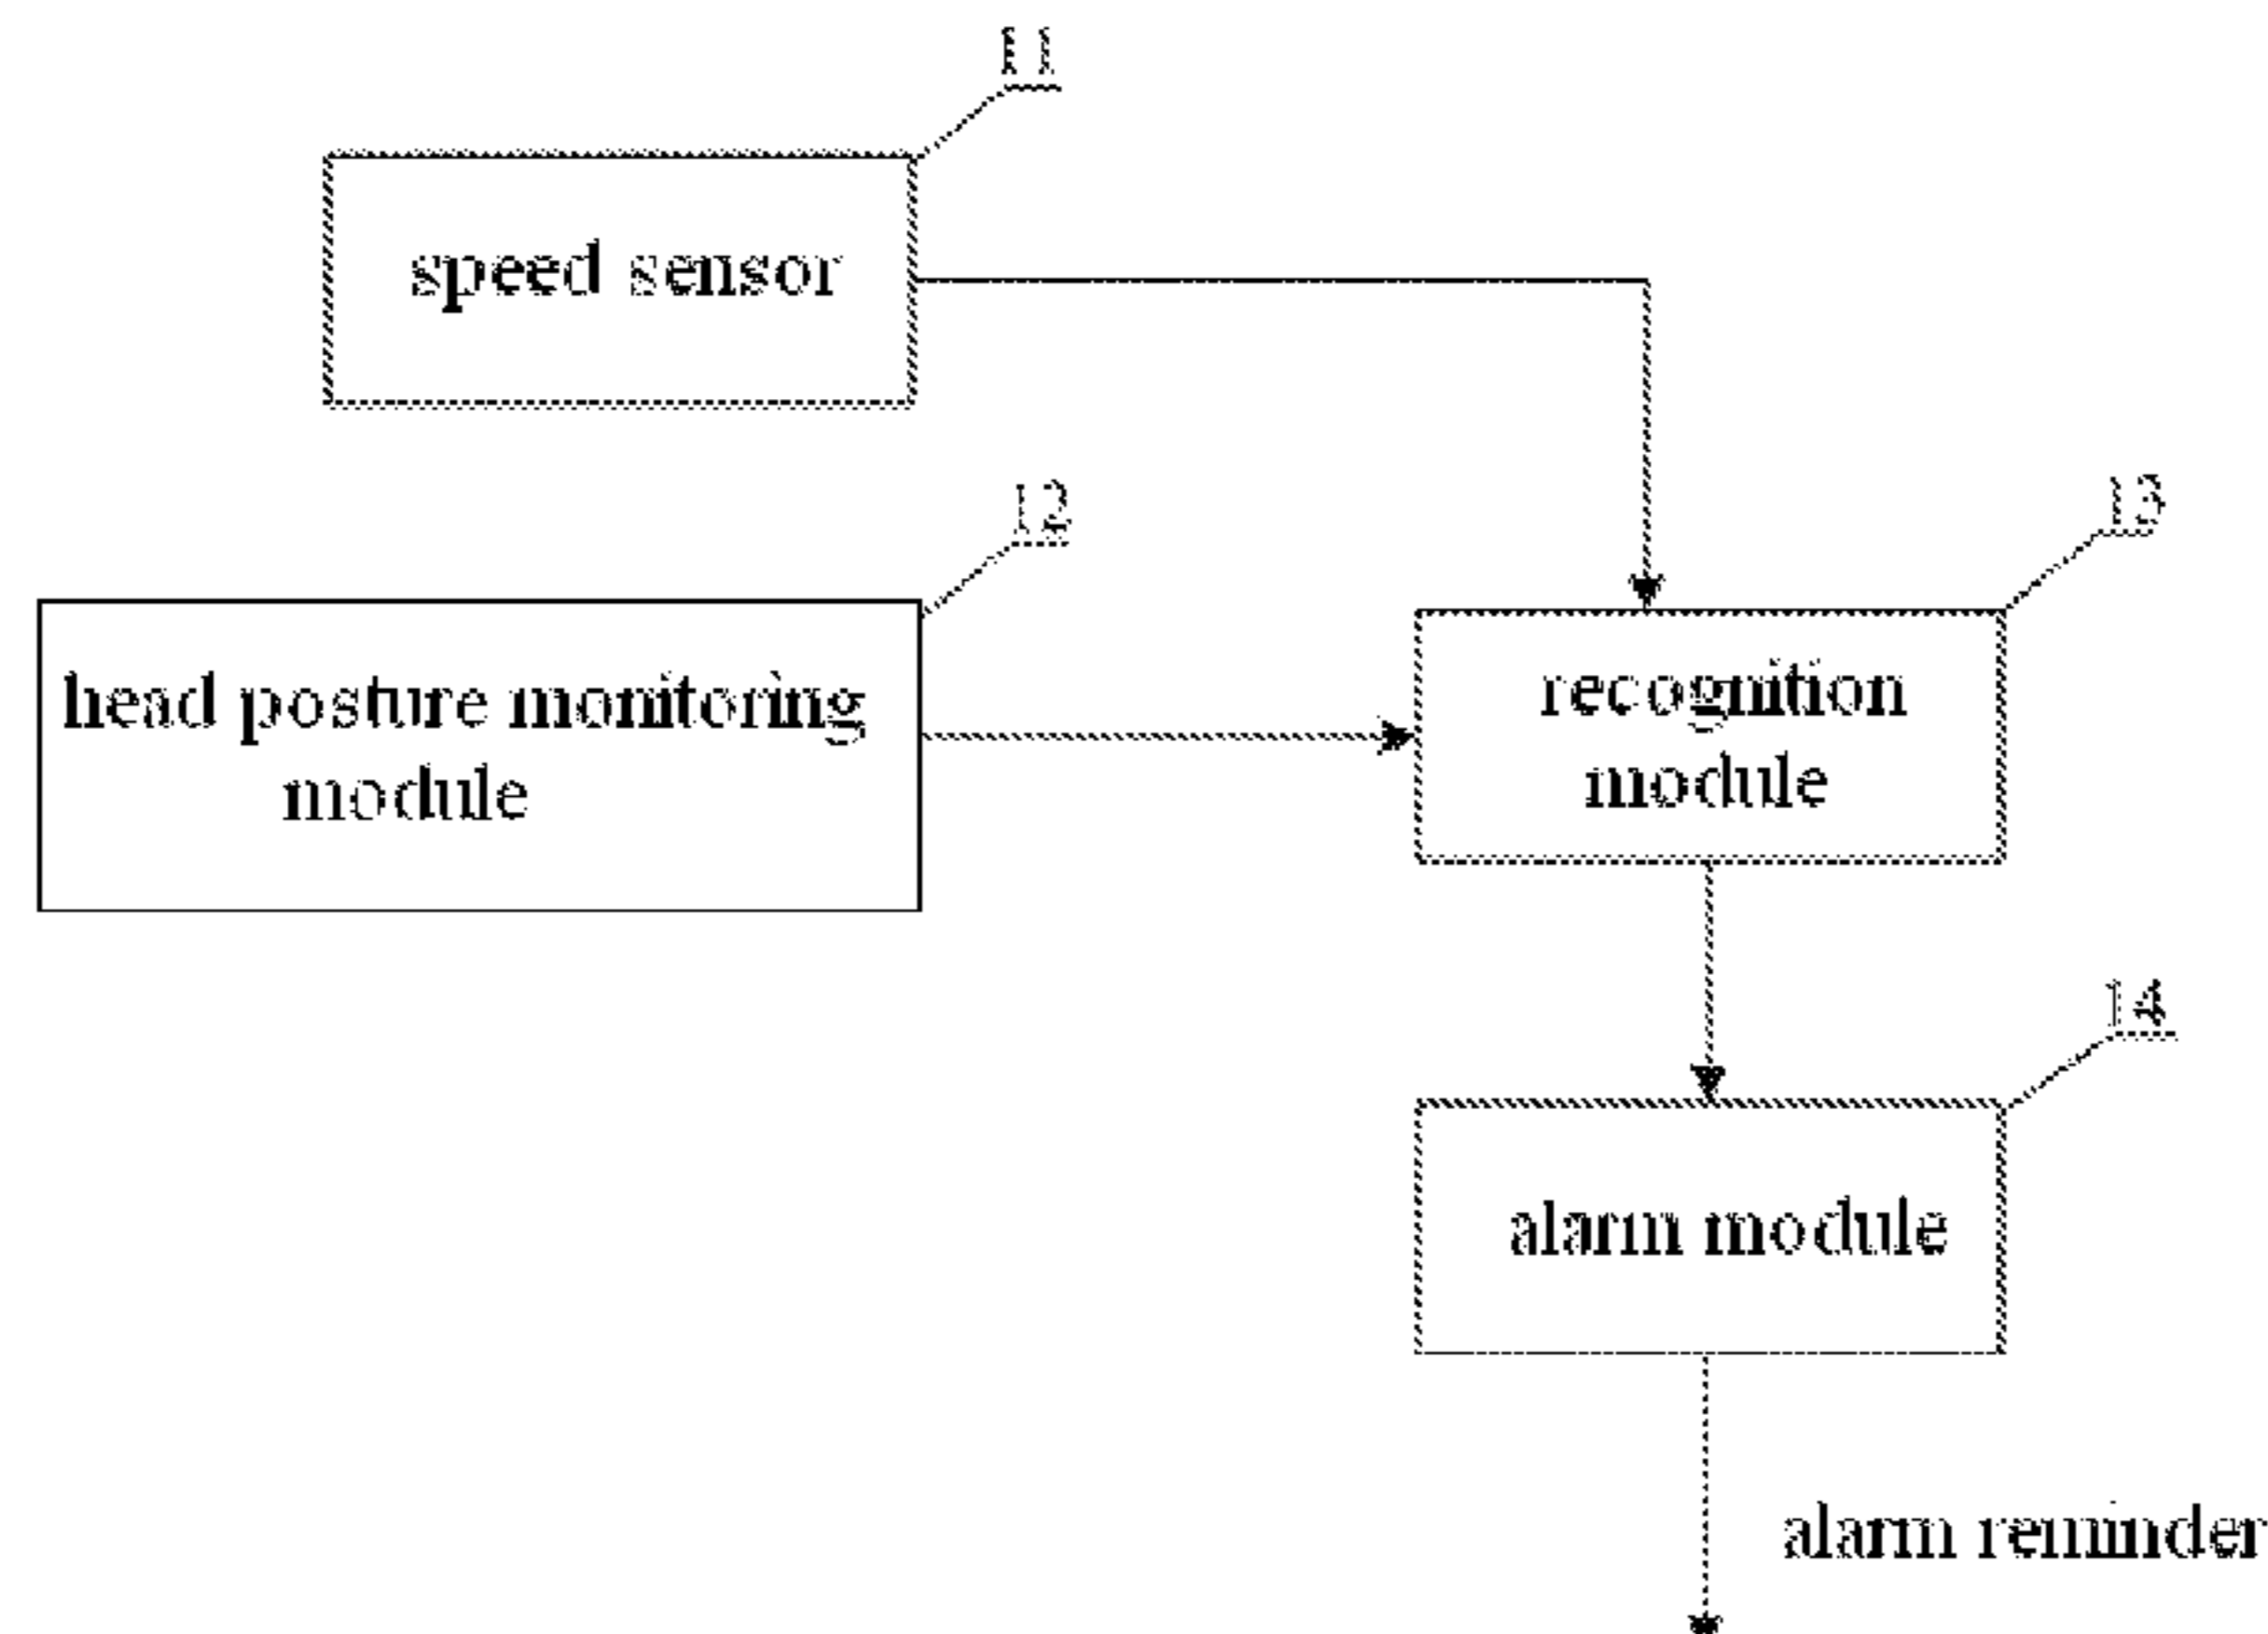 11
speed sensor
12
13
head posture monitoring
module
recognition
module
14
alarm module
alarm reminder